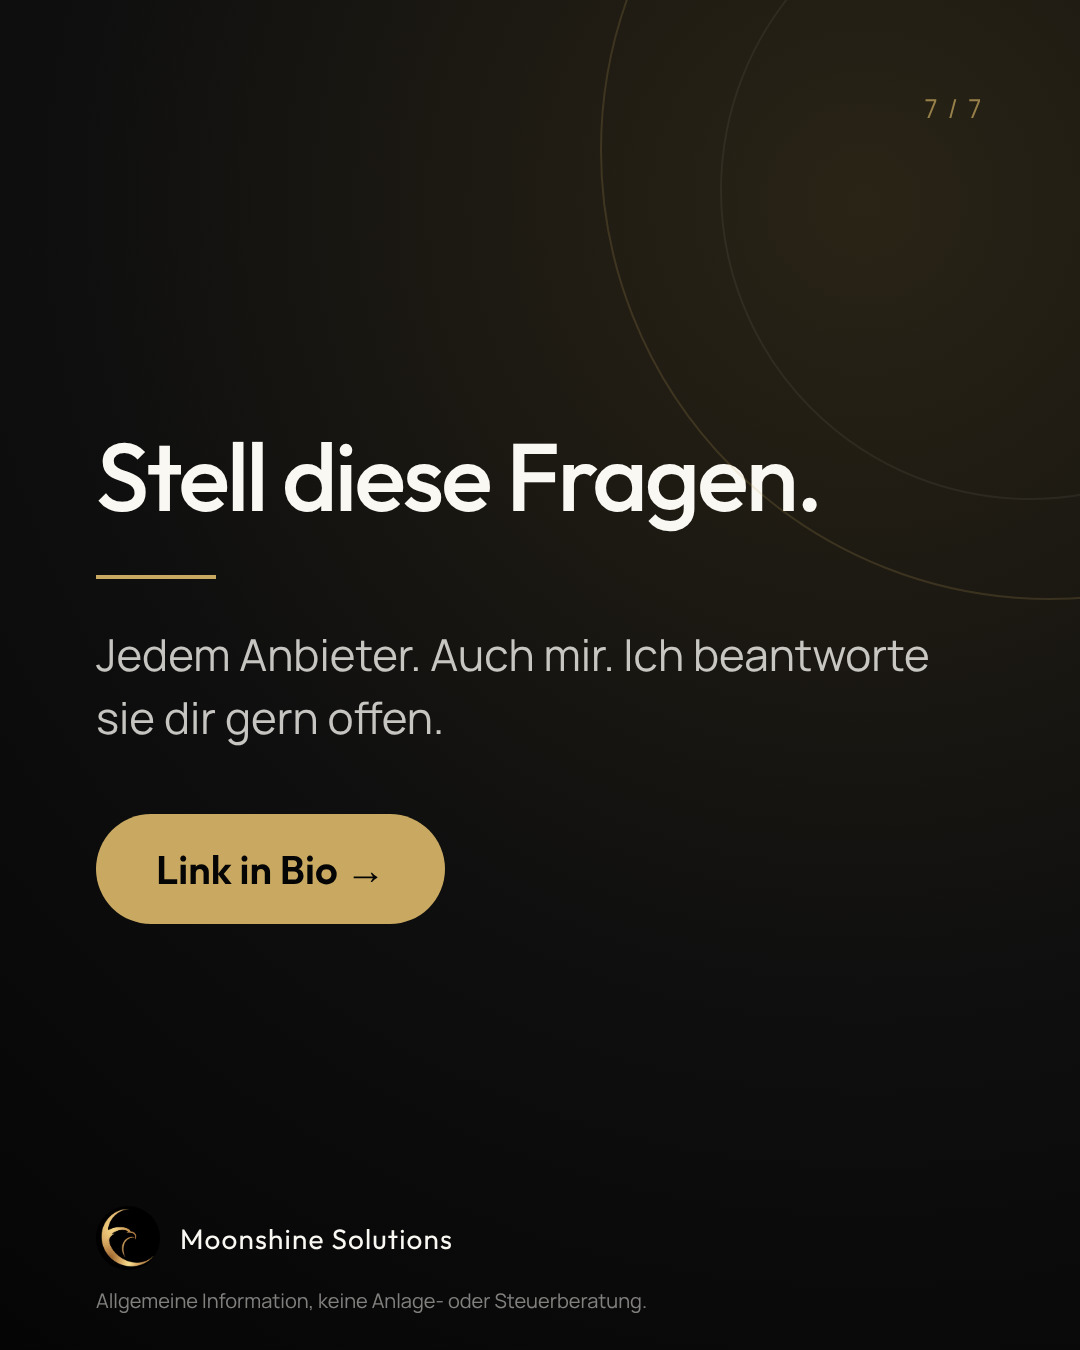 7 / 7
Stell diese Fragen.
Jedem Anbieter. Auch mir. Ich beantworte
sie dir gern offen.
Link in Bio →
Moonshine Solutions
Allgemeine Information, keine Anlage- oder Steuerberatung.